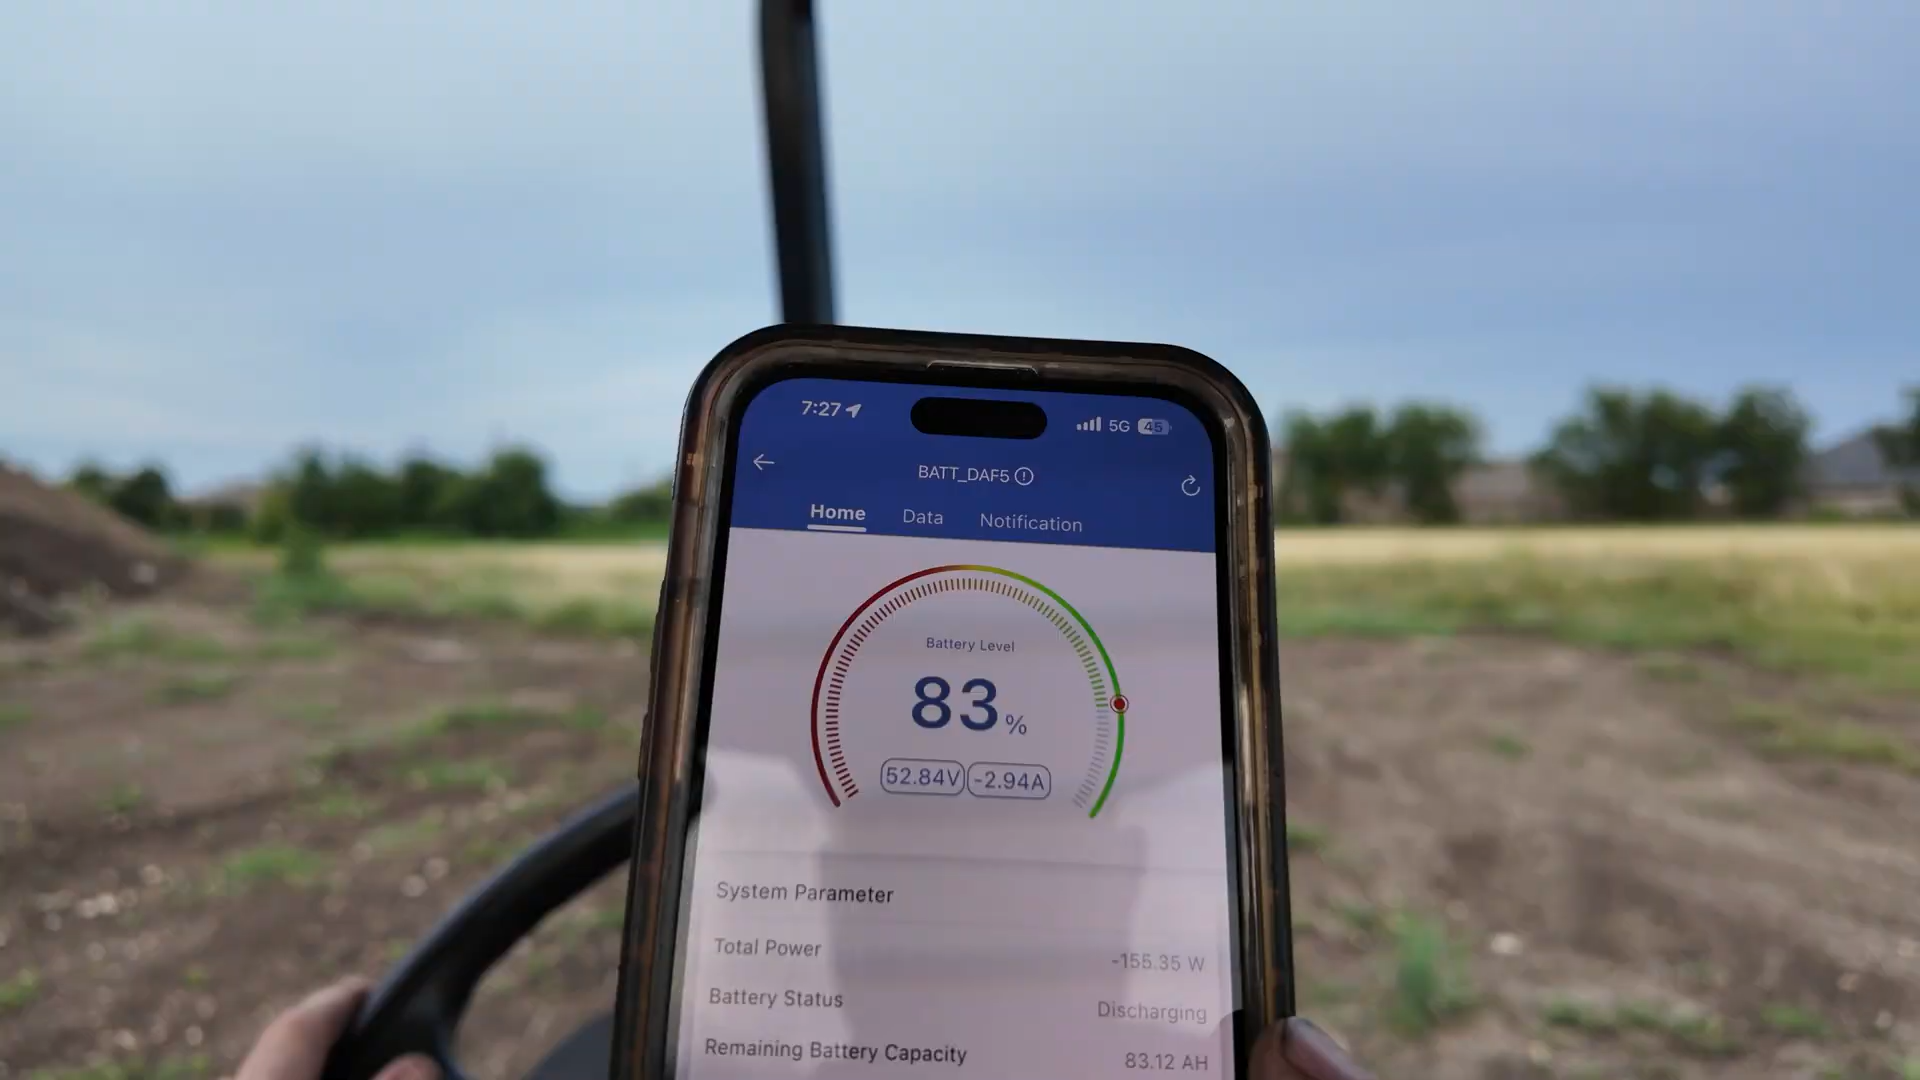 7:27 5G 45
BATT_DAF5
Home Data Notification
Battery Level
83 %
52.84V -2.94A
System Parameter
Total Power -155.35 W
Battery Status Discharging
Remaining Battery Capacity 83.12 AH